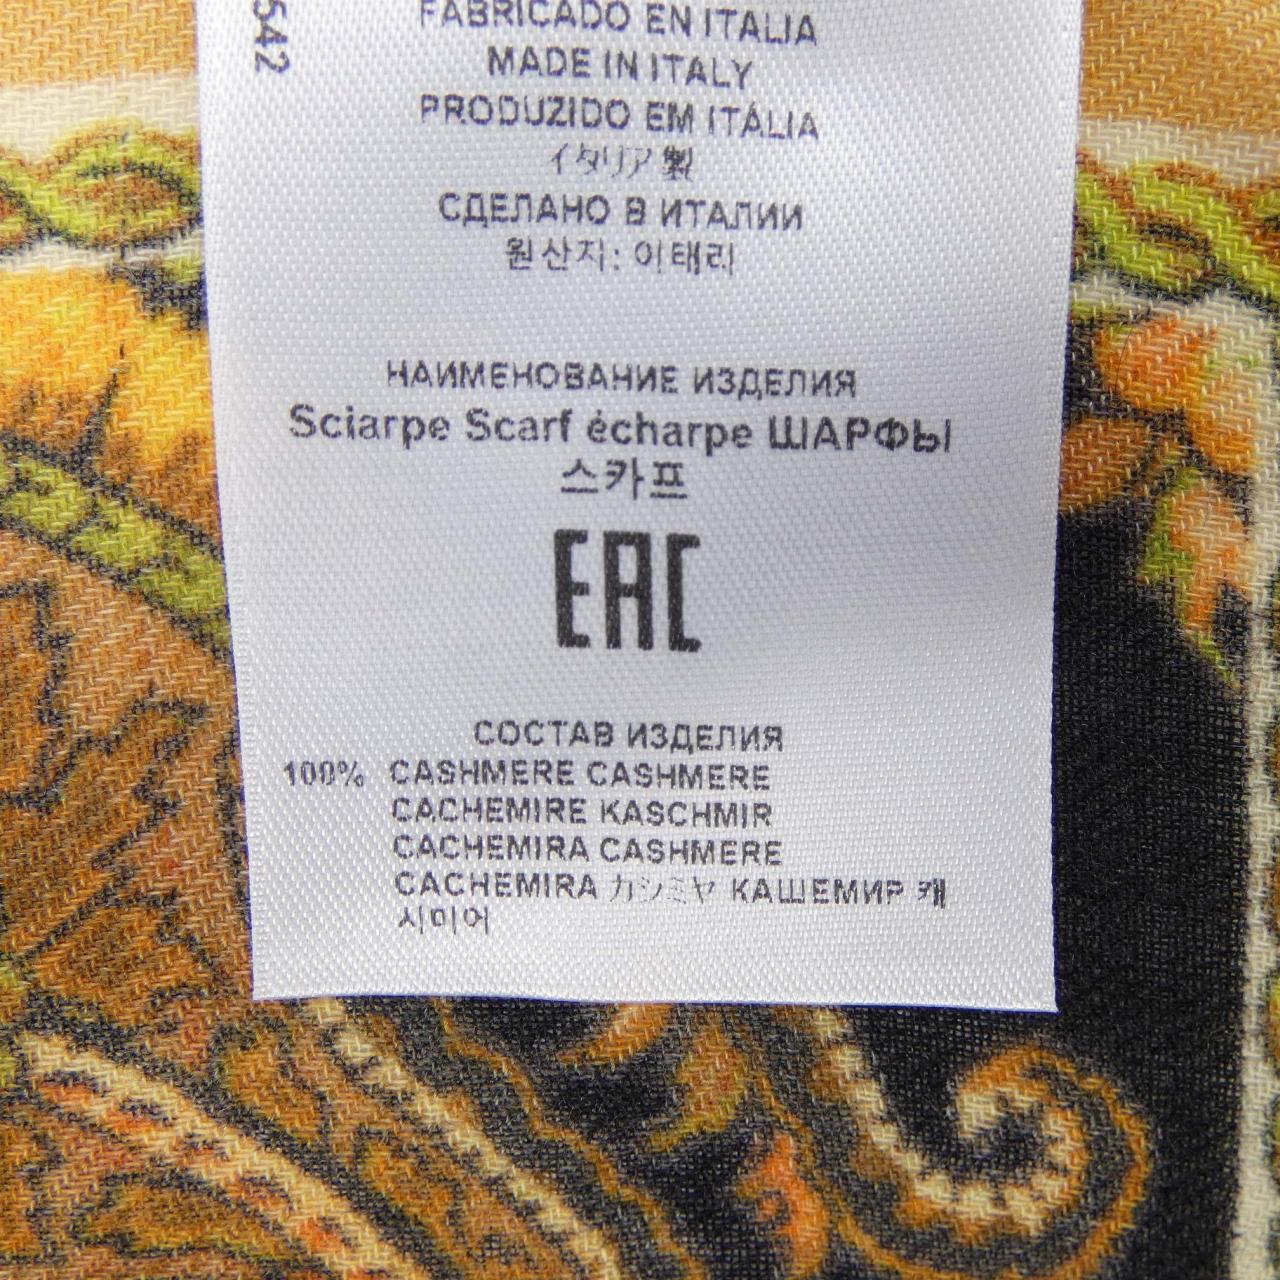 542
FABRICADO EN ITALIA
MADE IN ITALY
PRODUZIDO EM ITÁLIA
イタリア製
СДЕЛАНО В ИТАЛИИ
원산지: 이태리
НАИМЕНОВАНИЕ ИЗДЕЛИЯ
Sciarpe Scarf écharpe ШАРФЫ
스카프
EAC
СОСТАВ ИЗДЕЛИЯ
100% CASHMERE CASHMERE
CACHEMIRE KASCHMIR
CACHEMIRA CASHMERE
CACHEMIRA カシミヤ КАШЕМИР 캐
시미어